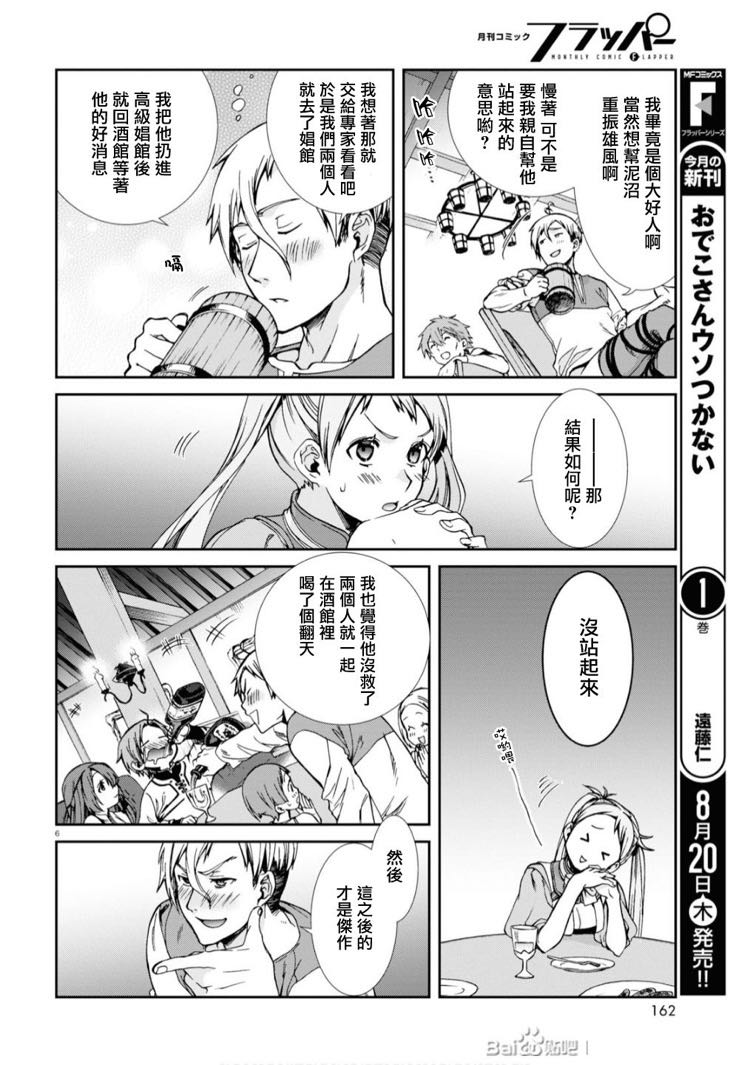 月刊コミック
フラッパー
MONTHLY COMIC FLAPPER
我畢竟是個大好人啊
當然想幫泥沼
重振雄風啊
慢著 可不是
要我親自幫他
站起來的
意思喲?
哈
哈
哈
我想著那就
交給專家看看吧
於是我們兩個人
就去了娼館
我把他扔進
高級娼館後
就回酒館等著
他的好消息
嗝
那
結果如何呢?
沒站起來
哎喲喂
我也覺得他沒救了
兩個人就一起
在酒館裡
喝了個翻天
6
然後
這之後的
才是傑作
MFコミックス
F
フラッパーシリーズ
今月の
新刊
おでこさんウソつかない
1
巻
遠藤仁
8月20日木発売!!
162
Bai du 贴吧